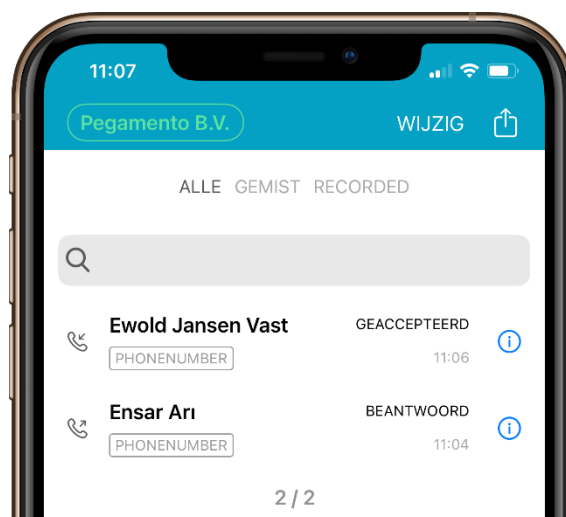 11:07
Pegamento B.V. WIJZIG
ALLE GEMIST RECORDED
Ewold Jansen Vast GEACCEPTEERD
PHONENUMBER 11:06
Ensar Arı BEANTWOORD
PHONENUMBER 11:04
2 / 2